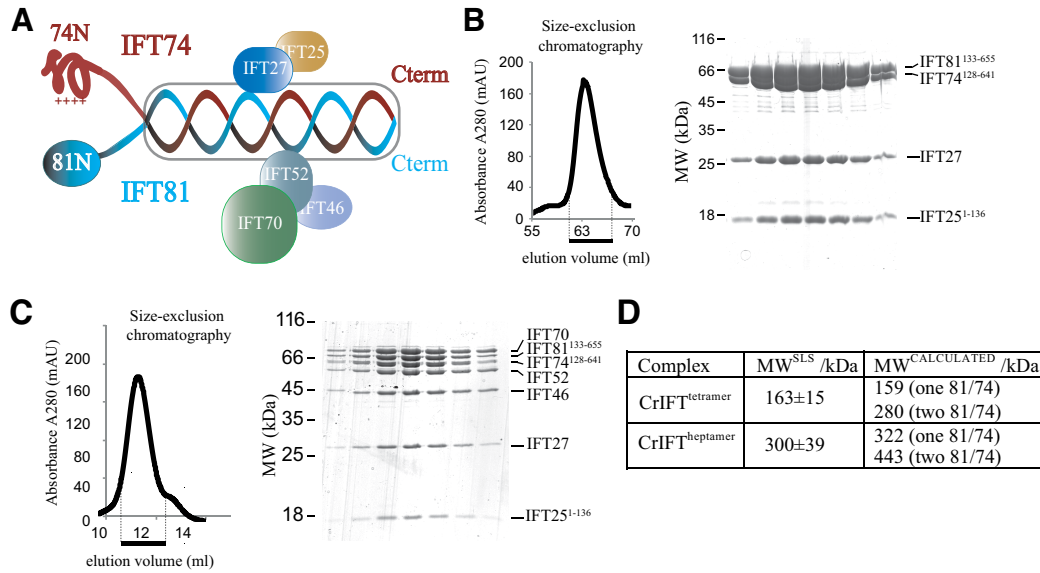 A
74N
IFT74
++++
IFT25
IFT27
Cterm
81N
IFT81
Cterm
IFT52
IFT46
IFT70
B
Size-exclusion
chromatography
Absorbance A280 (mAU)
200
160
120
80
40
0
55 63 70
elution volume (ml)
MW (kDa)
116
66
45
35
25
18
IFT81133-655
IFT74128-641
IFT27
IFT251-136
C
Size-exclusion
chromatography
Absorbance A280 (mAU)
200
160
120
80
40
0
10 12 14
elution volume (ml)
MW (kDa)
116
66
45
35
25
18
IFT70
IFT81133-655
IFT74128-641
IFT52
IFT46
IFT27
IFT251-136
D
Complex MWSLS /kDa MWCALCULATED /kDa
CrIFTtetramer 163±15 159 (one 81/74)
280 (two 81/74)
CrIFTheptamer 300±39 322 (one 81/74)
443 (two 81/74)